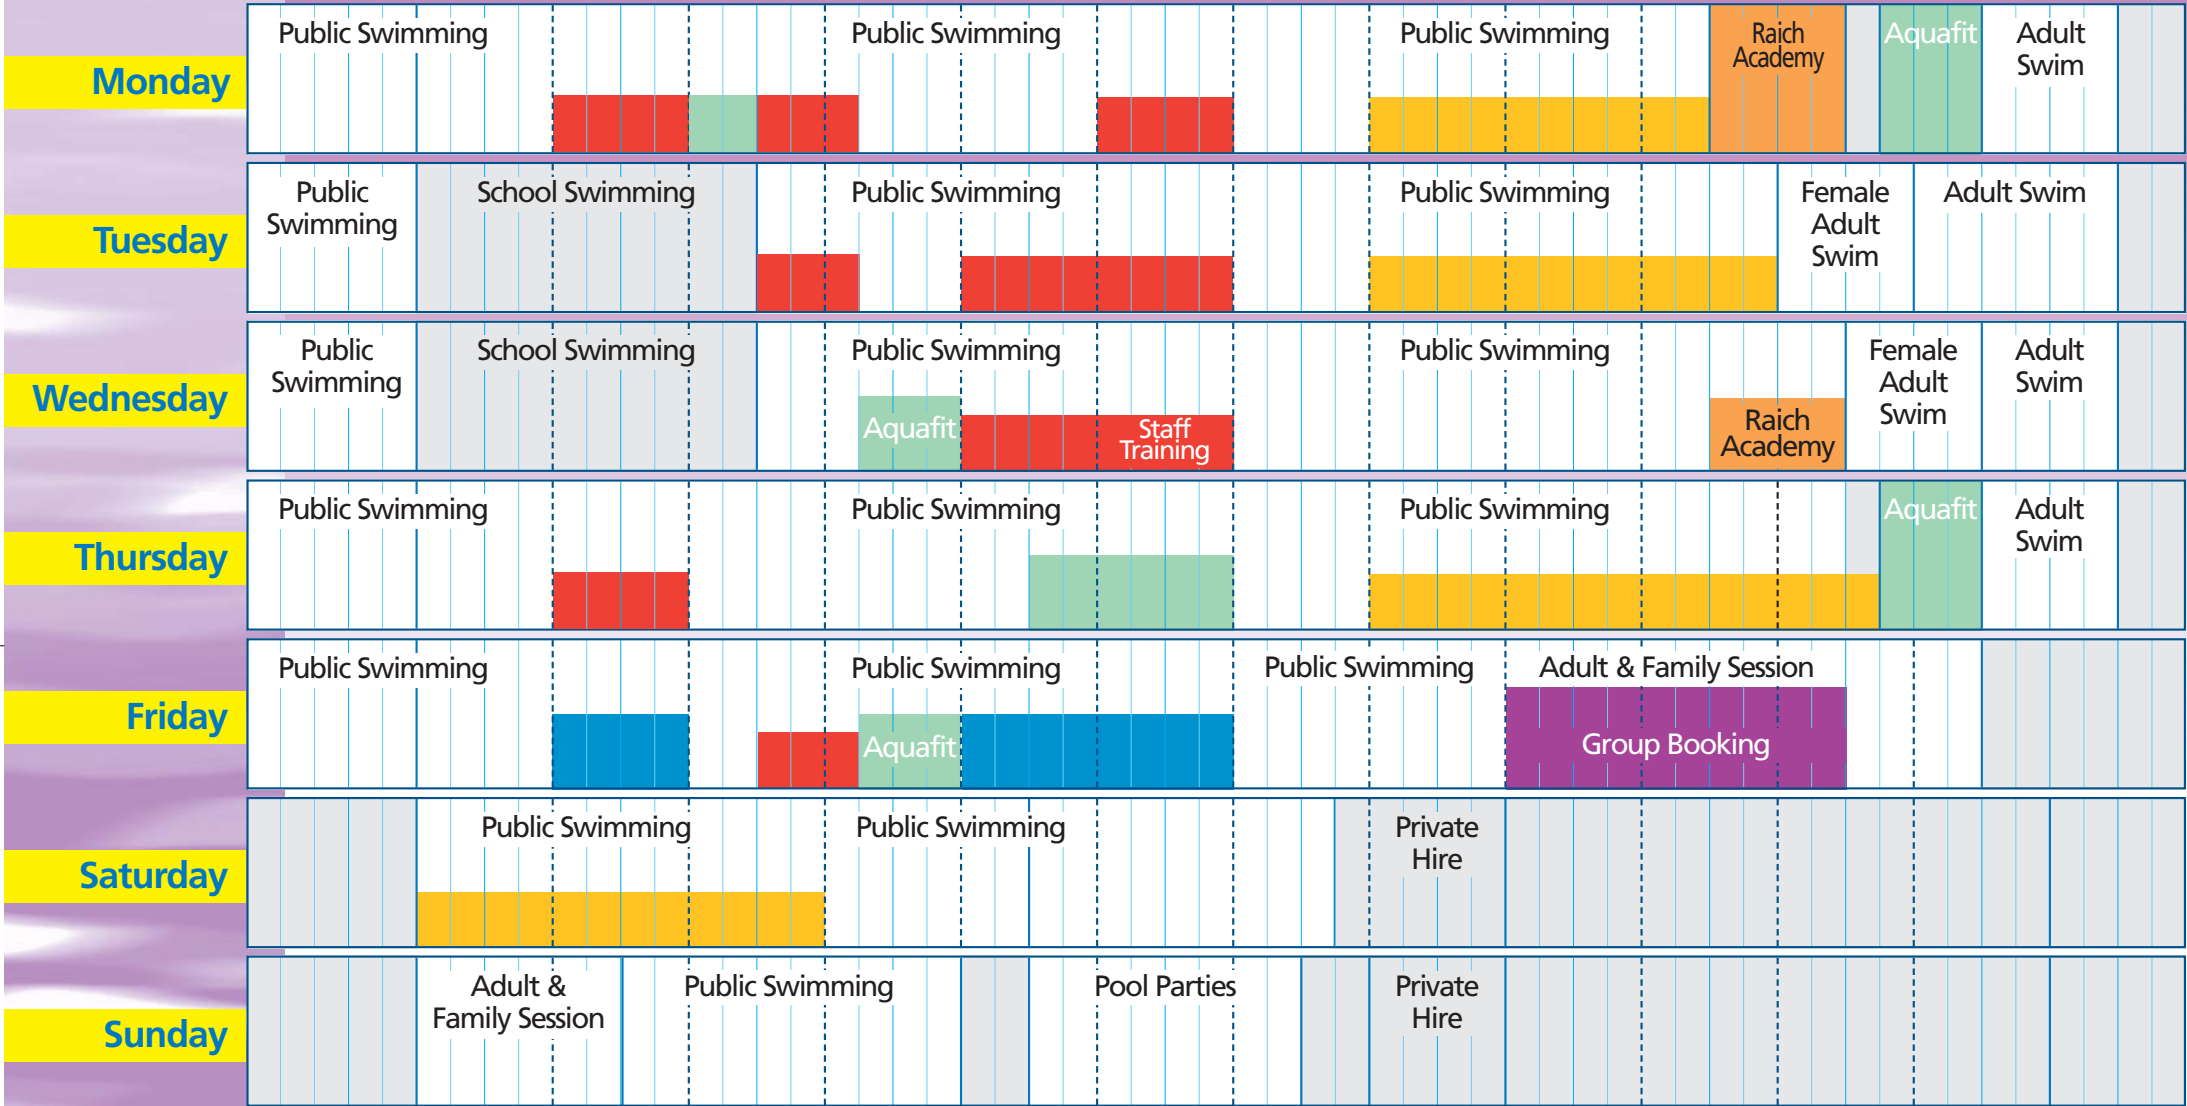 Monday
Public Swimming
Public Swimming
Public Swimming
Raich
Academy
Aquafit
Adult
Swim
Tuesday
Public
Swimming
School Swimming
Public Swimming
Public Swimming
Female
Adult
Swim
Adult Swim
Wednesday
Public
Swimming
School Swimming
Public Swimming
Aquafit
Staff
Training
Public Swimming
Raich
Academy
Female
Adult
Swim
Adult
Swim
Thursday
Public Swimming
Public Swimming
Public Swimming
Aquafit
Adult
Swim
Friday
Public Swimming
Public Swimming
Aquafit
Public Swimming
Adult & Family Session
Group Booking
Saturday
Public Swimming
Public Swimming
Private
Hire
Sunday
Adult &
Family Session
Public Swimming
Pool Parties
Private
Hire